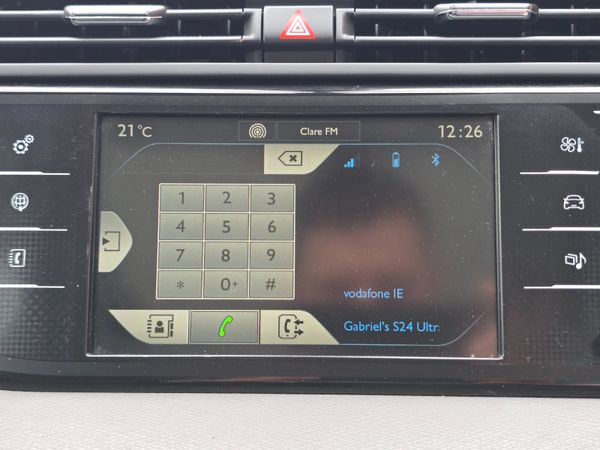 21 °C Clare FM 12:26
1 2 3
4 5 6
7 8 9
* 0+ #
vodafone IE
Gabriel's S24 Ultr